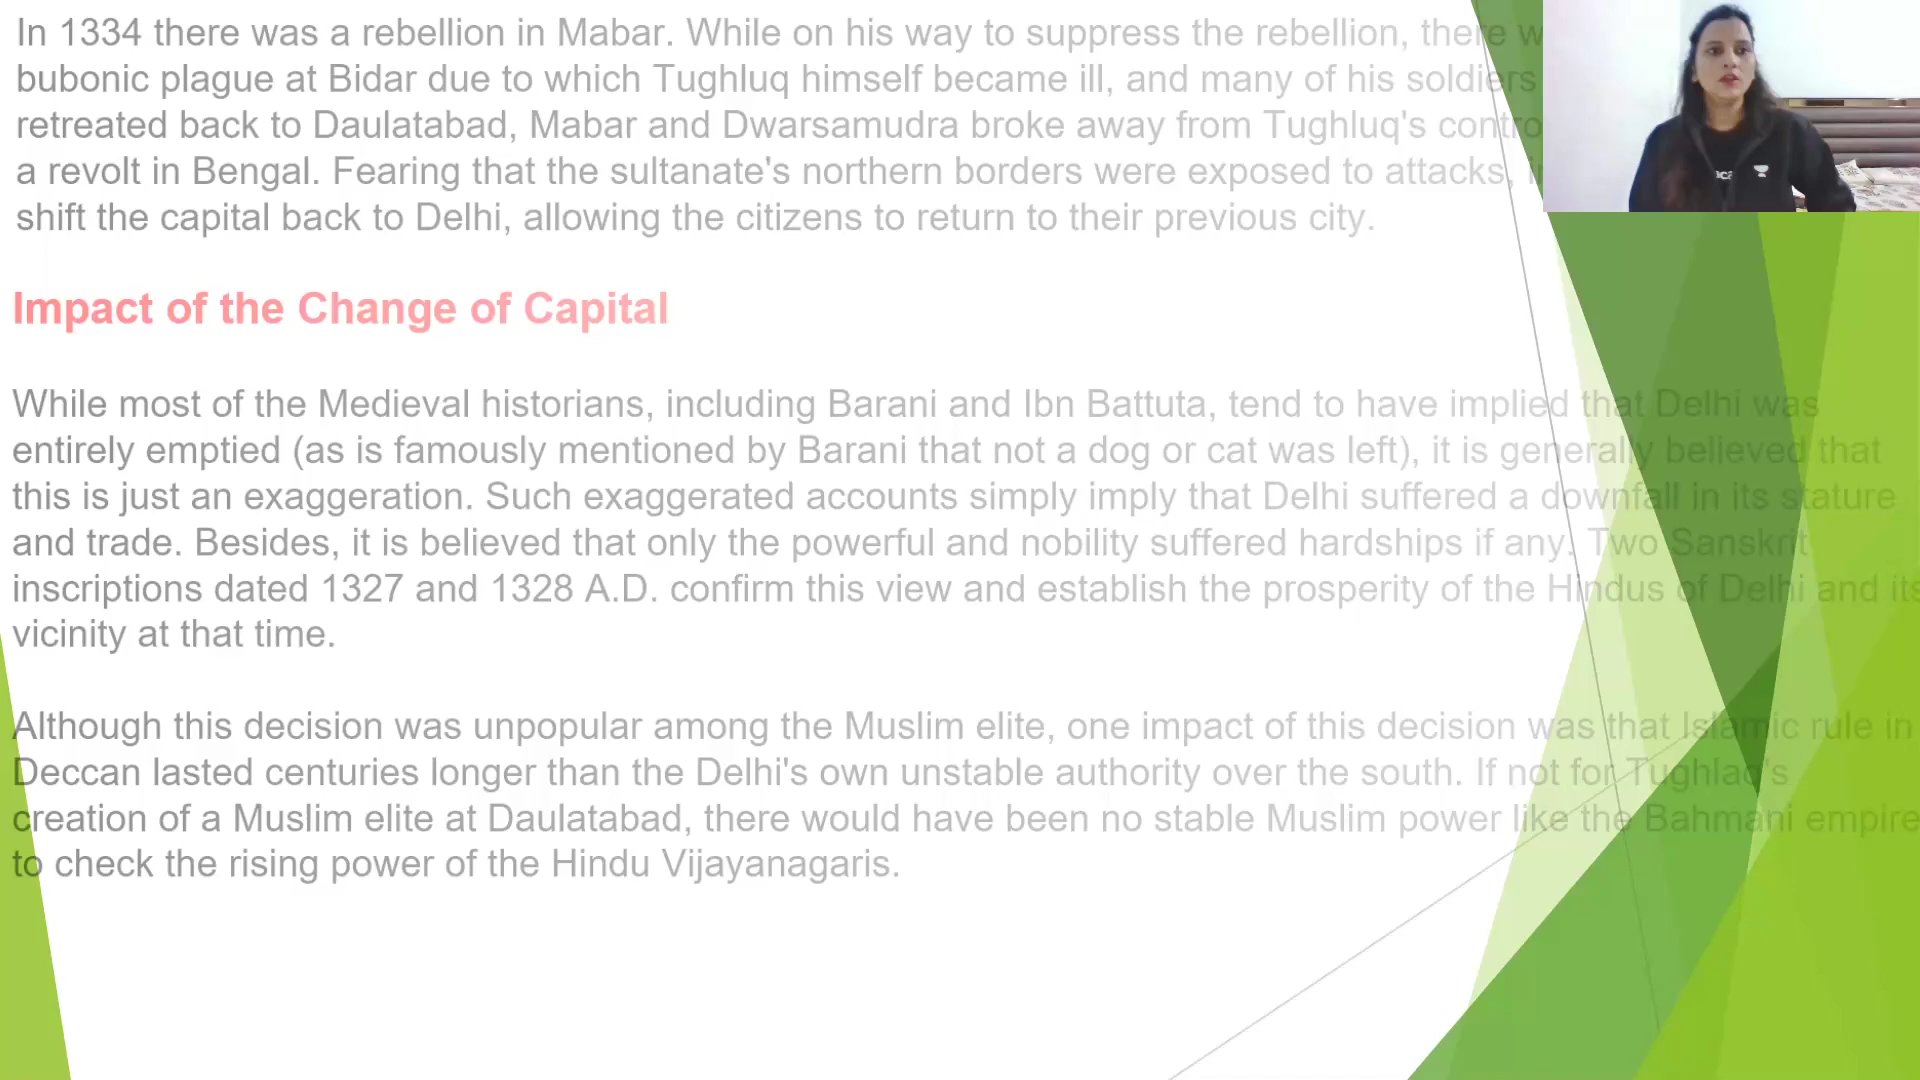 In 1334 there was a rebellion in Mabar. While on his way to suppress the rebellion, there
bubonic plague at Bidar due to which Tughluq himself became ill, and many of his soldiers
retreated back to Daulatabad, Mabar and Dwarsamudra broke away from Tughluq's
a revolt in Bengal. Fearing that the sultanate's northern borders were exposed to attacks,
shift the capital back to Delhi, allowing the citizens to return to their previous city.
Impact of the Change of Capital
While most of the Medieval historians, including Barani and Ibn Battuta, tend to have implied that Delhi was
entirely emptied (as is famously mentioned by Barani that not a dog or cat was left), it is generally believed that
this is just an exaggeration. Such exaggerated accounts simply imply that Delhi suffered a downfall in its stature
and trade. Besides, it is believed that only the powerful and nobility suffered hardships if any. Two Sanskrit
inscriptions dated 1327 and 1328 A.D. confirm this view and establish the prosperity of the Hindus of Delhi and its
vicinity at that time.
Although this decision was unpopular among the Muslim elite, one impact of this decision was that Islamic rule in
Deccan lasted centuries longer than the Delhi's own unstable authority over the south. If not for Tughlaq's
creation of a Muslim elite at Daulatabad, there would have been no stable Muslim power like the Bahmani empire
to check the rising power of the Hindu Vijayanagaris.